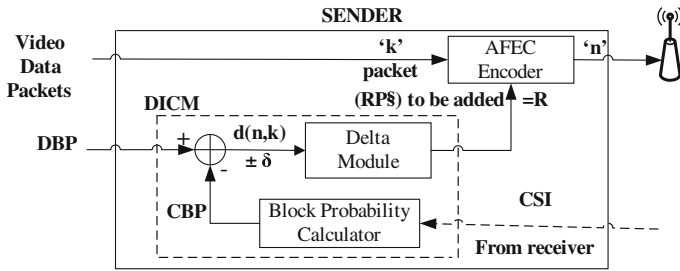 SENDER
Video
Data
Packets
‘k’
packet
AFEC
Encoder
‘n’
(RP§) to be added
=R
DICM
DBP
+
d(n,k)
± δ
-
Delta
Module
CBP
Block Probability
Calculator
CSI
From receiver